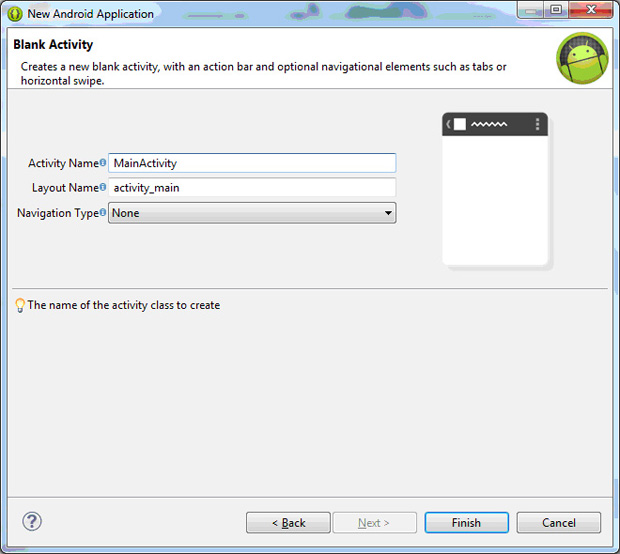 New Android Application
Blank Activity
Creates a new blank activity, with an action bar and optional navigational elements such as tabs or
horizontal swipe.
Activity Name MainActivity
Layout Name activity_main
Navigation Type None
The name of the activity class to create
?
< Back Next > Finish Cancel